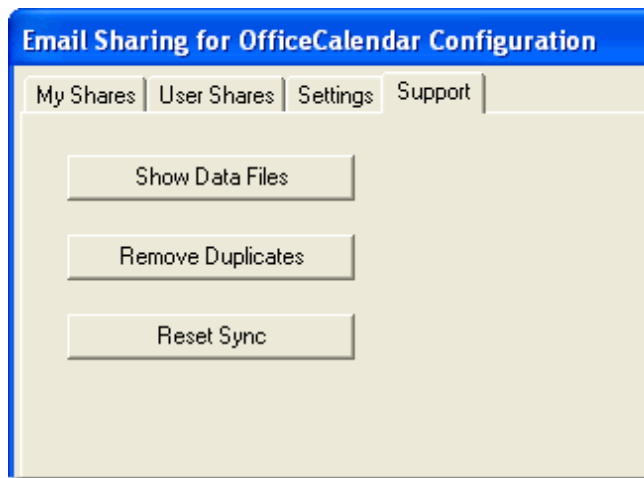 Email Sharing for OfficeCalendar Configuration
My Shares User Shares Settings Support
Show Data Files
Remove Duplicates
Reset Sync